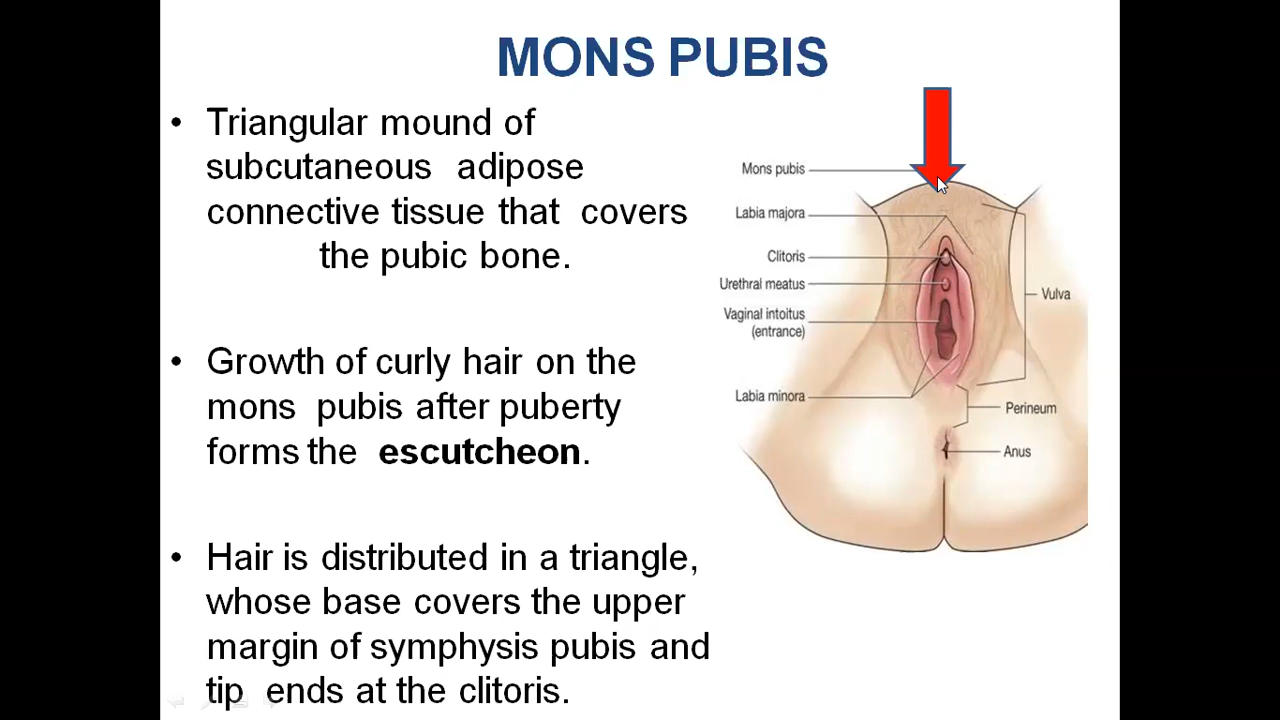 MONS PUBIS
• Triangular mound of
subcutaneous adipose
connective tissue that covers
the pubic bone.
• Growth of curly hair on the
mons pubis after puberty
forms the escutcheon.
• Hair is distributed in a triangle,
whose base covers the upper
margin of symphysis pubis and
tip ends at the clitoris.
Mons pubis
Labia majora
Clitoris
Urethral meatus
Vaginal intoitus
(entrance)
Labia minora
Vulva
Perineum
Anus